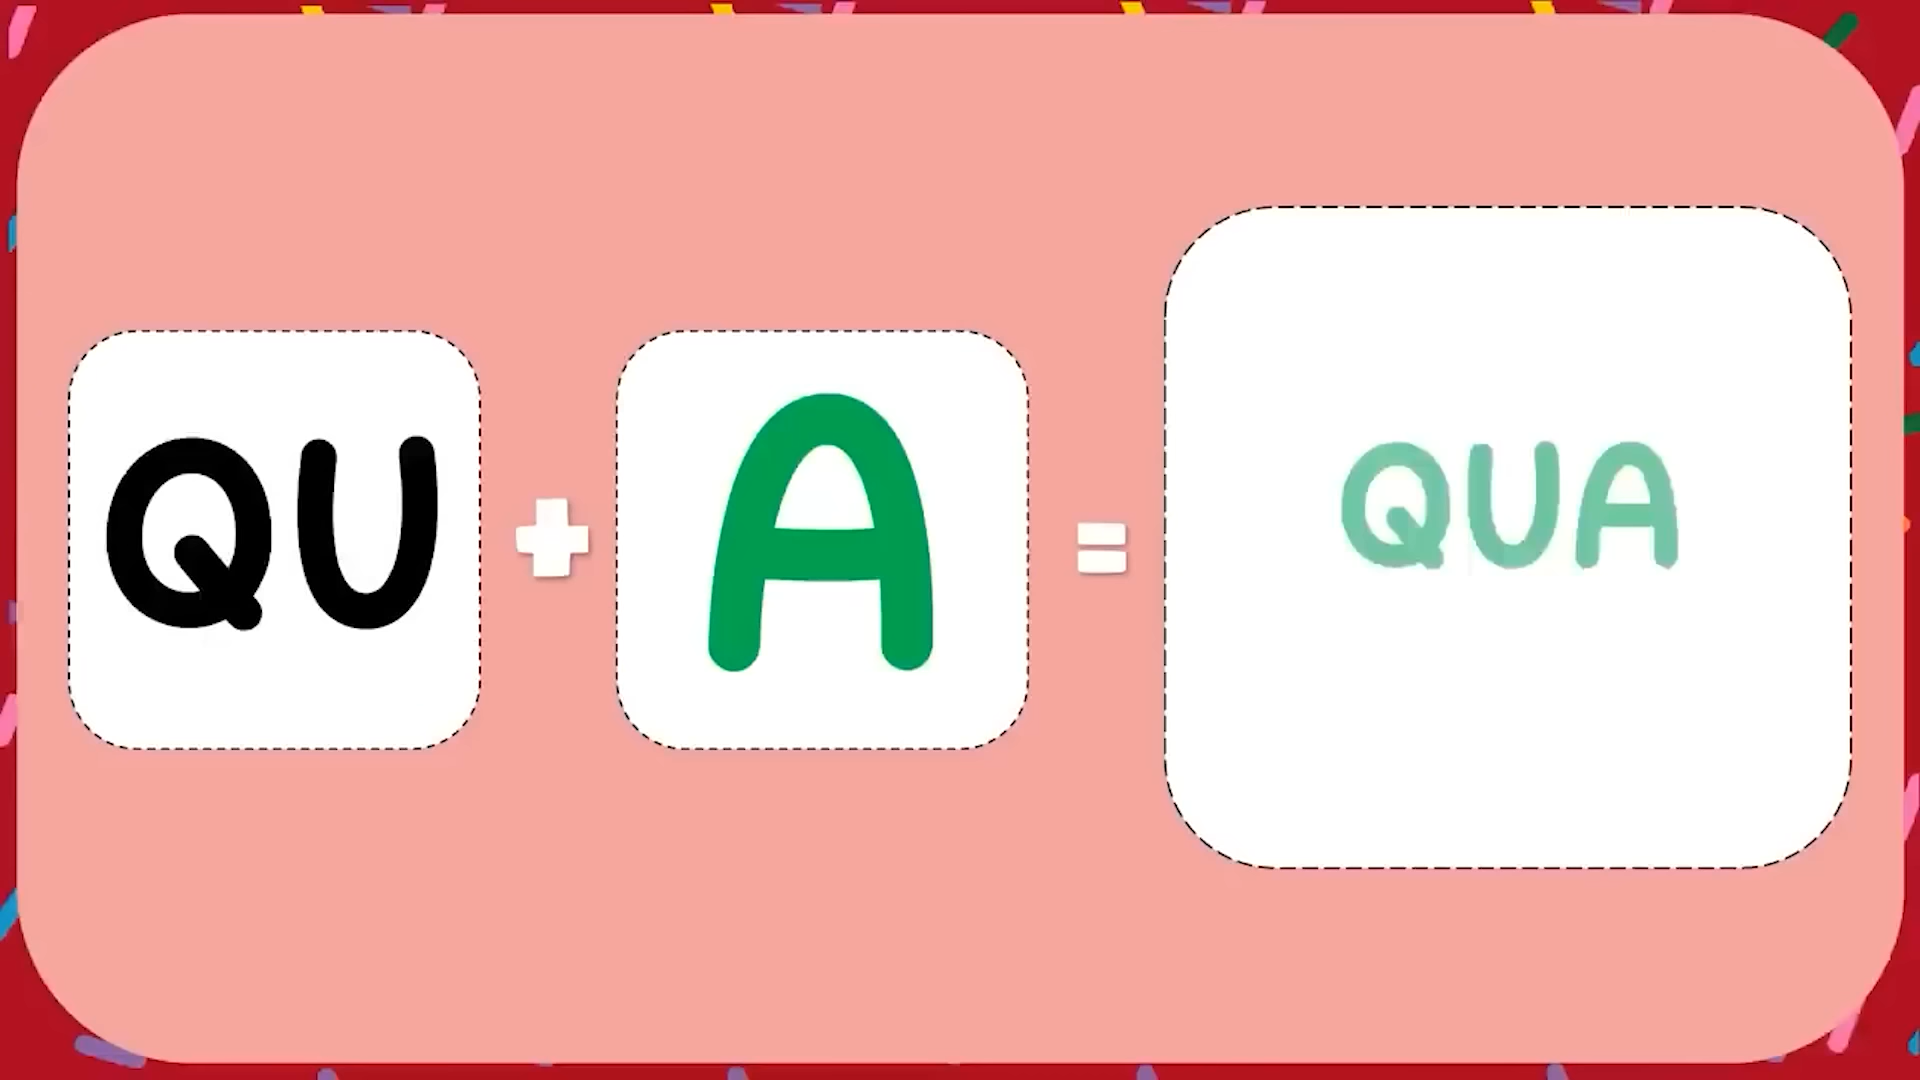 QU + A = QUA